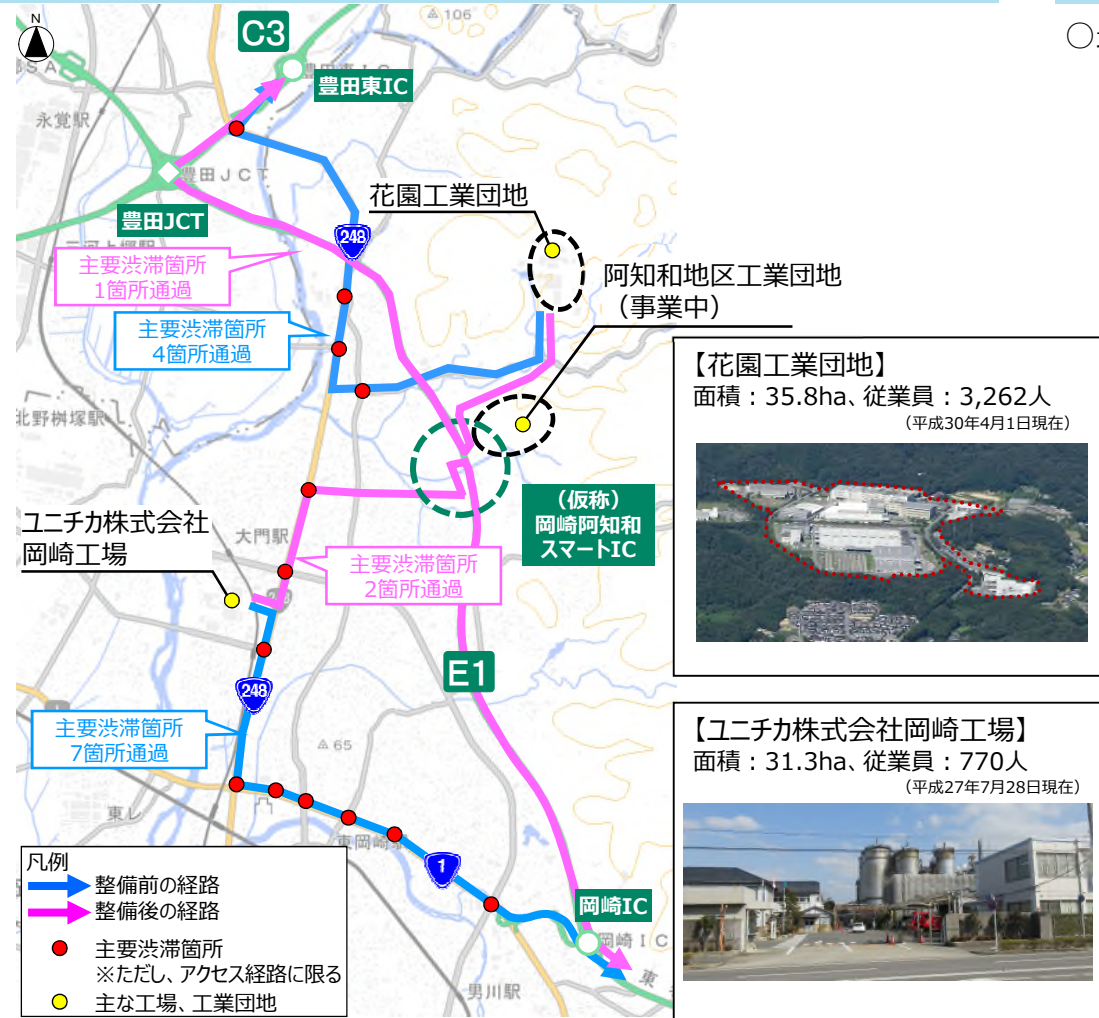 N
C3
106
豊田東IC
永覚駅
豊田JCT
豊田JCT
花園工業団地
248
主要渋滞箇所
1箇所通過
阿知和地区工業団地
（事業中）
主要渋滞箇所
4箇所通過
【花園工業団地】
面積：35.8ha、従業員：3,262人
（平成30年4月1日現在）
北野桝塚駅
（仮称）
岡崎阿知和
スマートIC
ユニチカ株式会社
岡崎工場
大門駅
主要渋滞箇所
2箇所通過
E1
248
主要渋滞箇所
7箇所通過
65
【ユニチカ株式会社岡崎工場】
面積：31.3ha、従業員：770人
（平成27年7月28日現在）
東レ
東岡崎
1
岡崎IC
岡崎IC
男川駅
東
凡例
整備前の経路
整備後の経路
主要渋滞箇所
※ただし、アクセス経路に限る
主な工場、工業団地